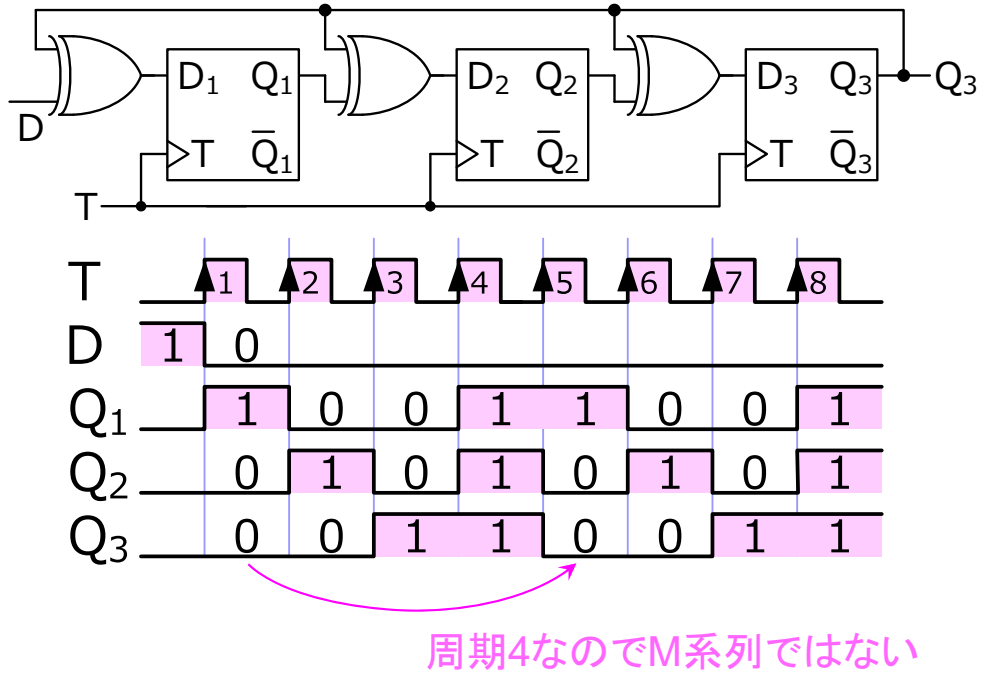 D₁ Q₁ D₂ Q₂ D₃ Q₃ Q₃
D
T Q̅₁ T Q̅₂ T Q̅₃
T
T 1 2 3 4 5 6 7 8
D 1 0
Q₁ 1 0 0 1 1 0 0 1
Q₂ 0 1 0 1 0 1 0 1
Q₃ 0 0 1 1 0 0 1 1
周期4なのでM系列ではない